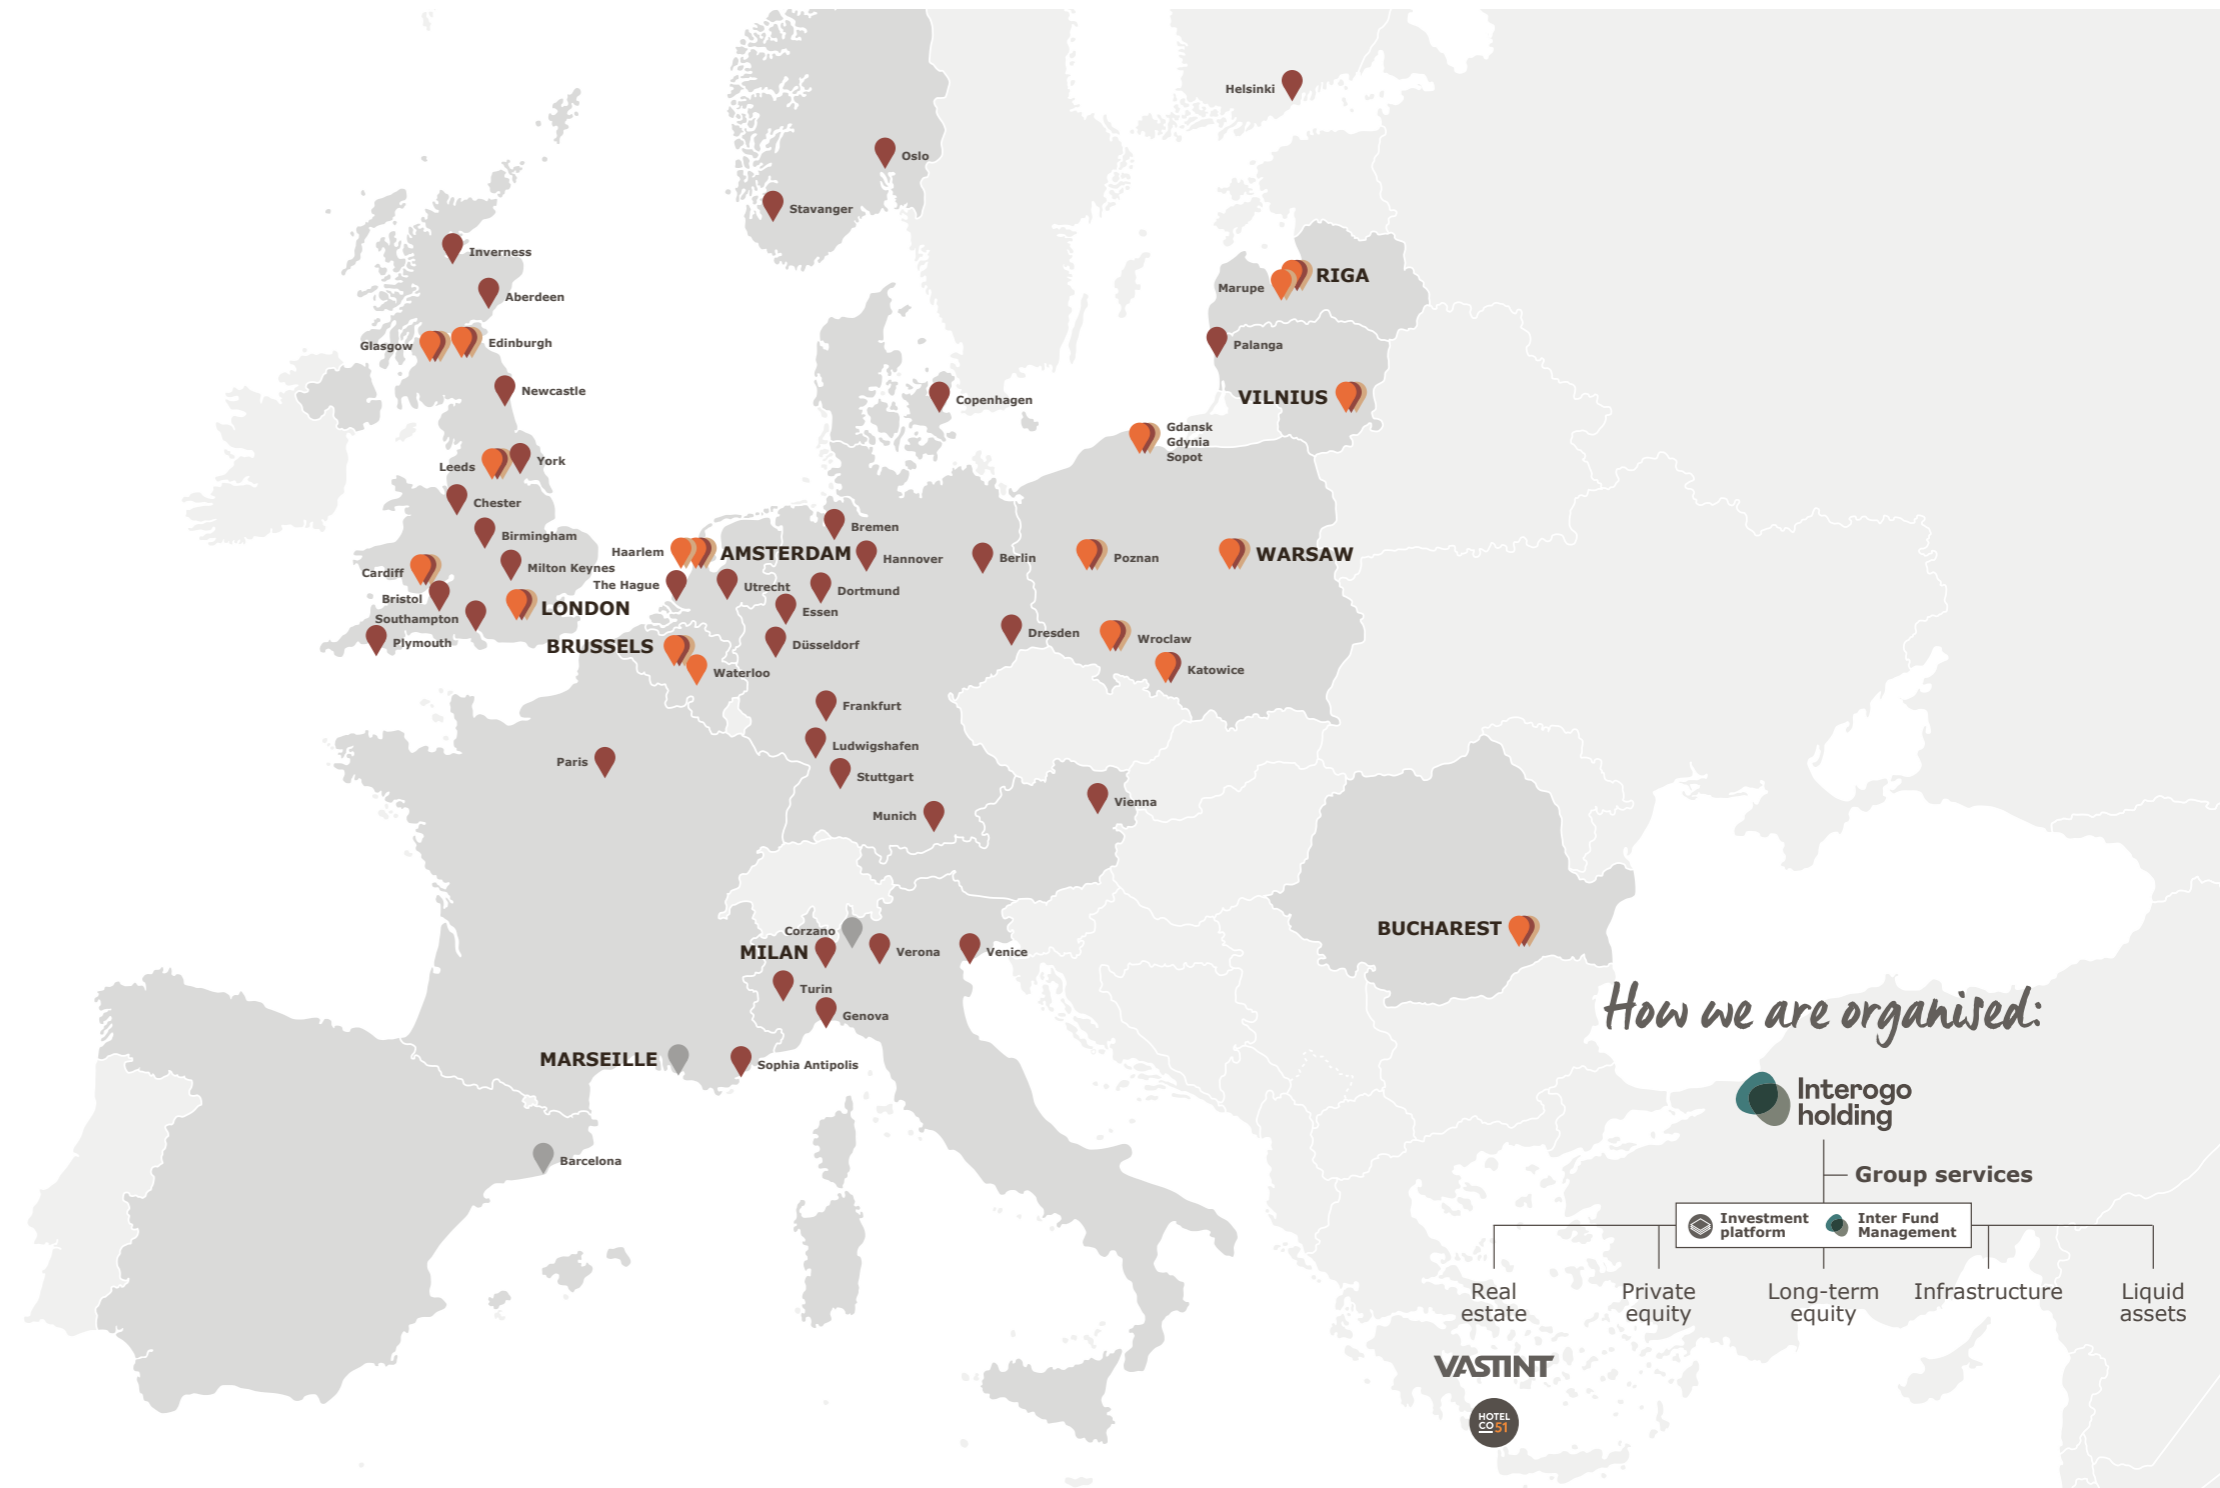 Helsinki
Oslo
Stavanger
Inverness
Aberdeen
RIGA
Marupe
Glasgow
Edinburgh
Palanga
Newcastle
VILNIUS
Copenhagen
Gdansk
Gdynia
Sopot
Leeds
York
Chester
Birmingham
Bremen
Haarlem
AMSTERDAM
Hannover
Berlin
Poznan
WARSAW
Cardiff
Milton Keynes
The Hague
Utrecht
Dortmund
Bristol
LONDON
Essen
Southampton
Plymouth
BRUSSELS
Düsseldorf
Dresden
Wroclaw
Waterloo
Katowice
Frankfurt
Ludwigshafen
Paris
Stuttgart
Munich
Vienna
Corzano
MILAN
Verona
Venice
BUCHAREST
Turin
Genova
MARSEILLE
Sophia Antipolis
Barcelona
How we are organised:
Interogo
holding
Group services
Investment
platform
Inter Fund
Management
Real
estate
Private
equity
Long-term
equity
Infrastructure
Liquid
assets
VASTINT
HOTEL
CO51